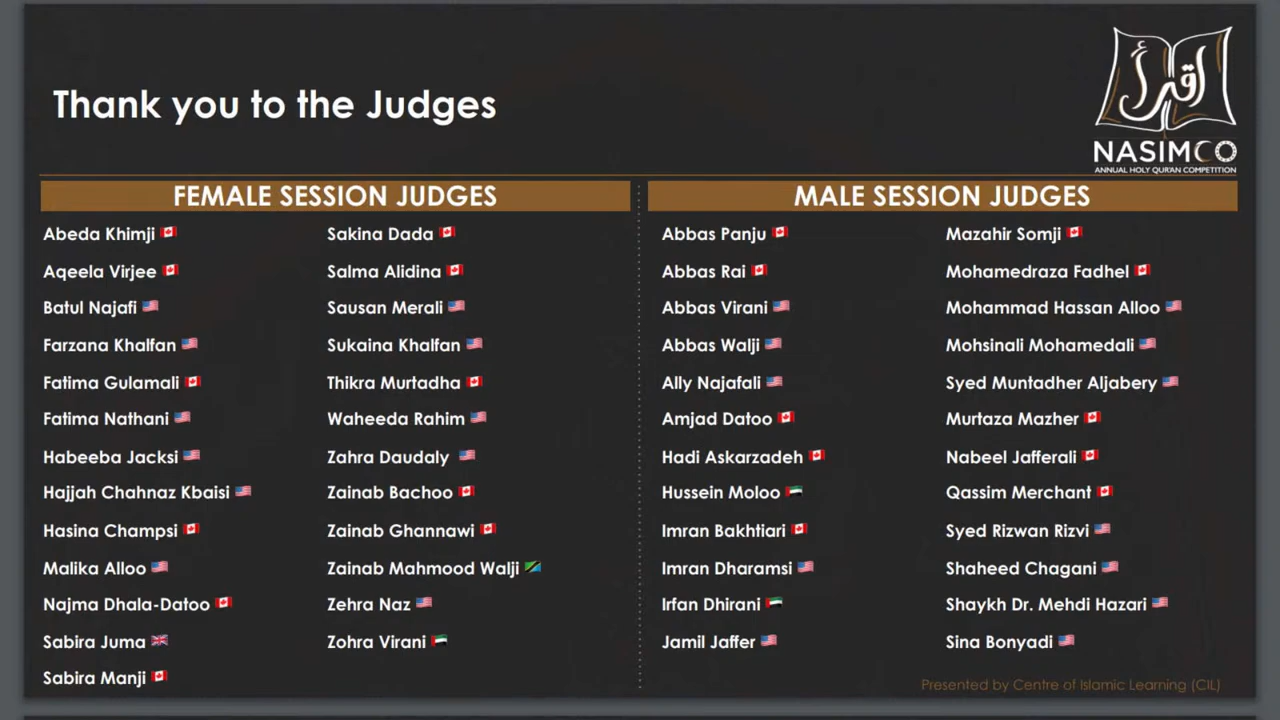 Thank you to the Judges
اقرأ
NASIMCO
ANNUAL HOLY QUR'AN COMPETITION
FEMALE SESSION JUDGES
Abeda Khimji
Aqeela Virjee
Batul Najafi
Farzana Khalfan
Fatima Gulamali
Fatima Nathani
Habeeba Jacksi
Hajjah Chahnaz Kbaisi
Hasina Champsi
Malika Alloo
Najma Dhala-Datoo
Sabira Juma
Sabira Manji
Sakina Dada
Salma Alidina
Sausan Merali
Sukaina Khalfan
Thikra Murtadha
Waheeda Rahim
Zahra Daudaly
Zainab Bachoo
Zainab Ghannawi
Zainab Mahmood Walji
Zehra Naz
Zohra Virani
MALE SESSION JUDGES
Abbas Panju
Abbas Rai
Abbas Virani
Abbas Walji
Ally Najafali
Amjad Datoo
Hadi Askarzadeh
Hussein Moloo
Imran Bakhtiari
Imran Dharamsi
Irfan Dhirani
Jamil Jaffer
Mazahir Somji
Mohamedraza Fadhel
Mohammad Hassan Alloo
Mohsinali Mohamedali
Syed Muntadher Aljabery
Murtaza Mazher
Nabeel Jafferali
Qassim Merchant
Syed Rizwan Rizvi
Shaheed Chagani
Shaykh Dr. Mehdi Hazari
Sina Bonyadi
Presented by Centre of Islamic Learning (CIL)